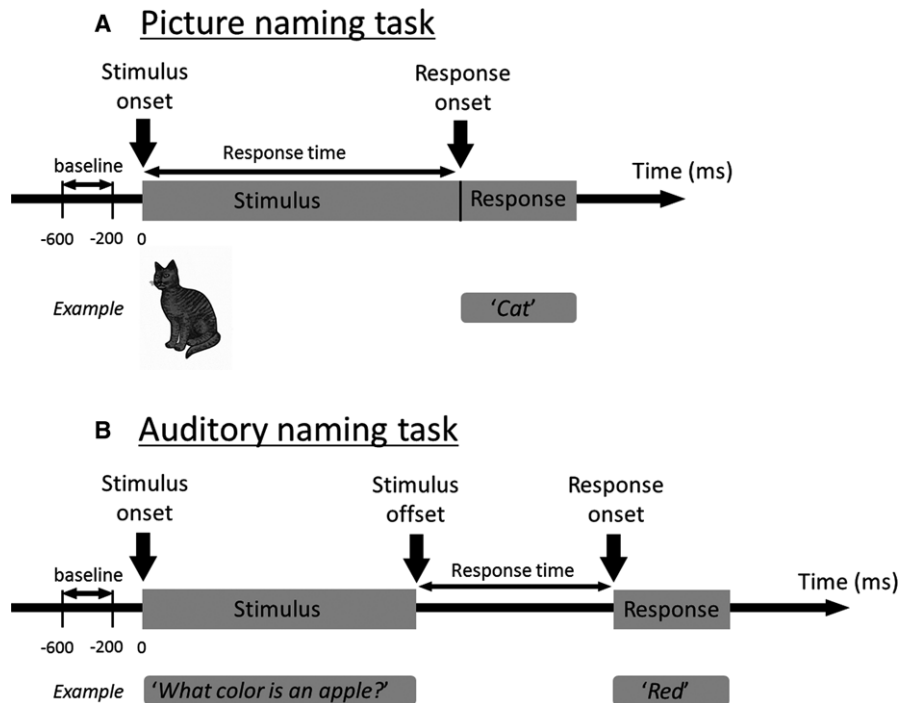 A Picture naming task
Stimulus
onset
Response
onset
baseline
Response time
Time (ms)
Stimulus
Response
-600 -200 0
Example
‘Cat’
B Auditory naming task
Stimulus
onset
Stimulus
offset
Response
onset
baseline
Response time
Time (ms)
Stimulus
Response
-600 -200 0
Example
‘What color is an apple?’
‘Red’